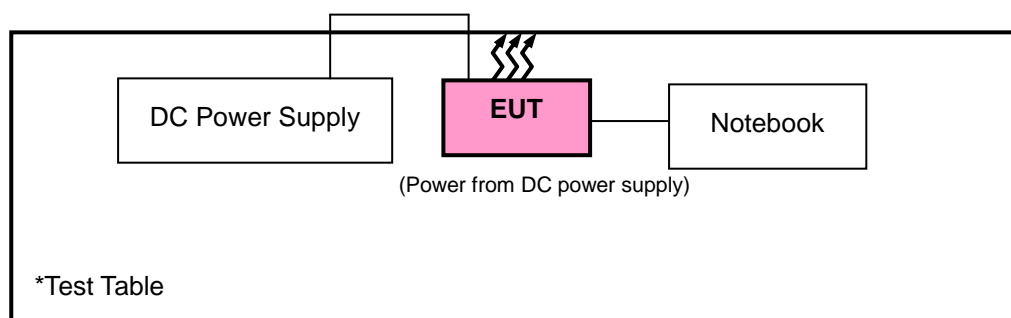 DC Power Supply
EUT
Notebook
(Power from DC power supply)
*Test Table